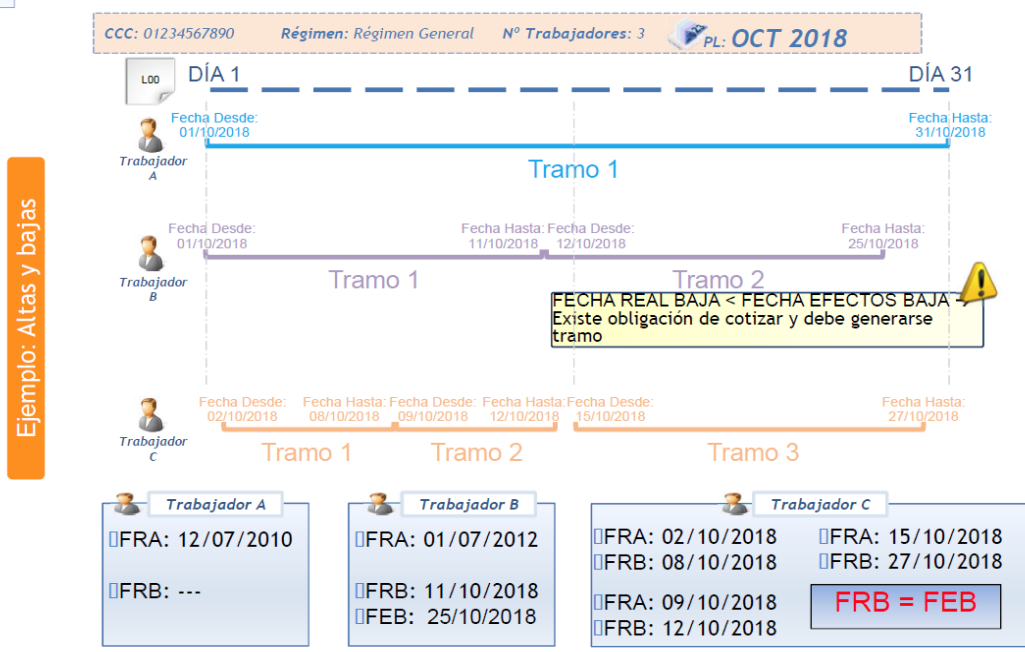 CCC: 01234567890 Régimen: Régimen General Nº Trabajadores: 3 PL: OCT 2018
LDO
DÍA 1
DÍA 31
Ejemplo: Altas y bajas
Trabajador
A
Fecha Desde:
01/10/2018
Fecha Hasta:
31/10/2018
Tramo 1
Trabajador
B
Fecha Desde:
01/10/2018
Fecha Hasta:
11/10/2018
Fecha Desde:
12/10/2018
Fecha Hasta:
25/10/2018
Tramo 1
Tramo 2
FECHA REAL BAJA < FECHA EFECTOS BAJA →
Existe obligación de cotizar y debe generarse
tramo
Trabajador
C
Fecha Desde:
02/10/2018
Fecha Hasta:
08/10/2018
Fecha Desde:
09/10/2018
Fecha Hasta:
12/10/2018
Fecha Desde:
15/10/2018
Fecha Hasta:
27/10/2018
Tramo 1
Tramo 2
Tramo 3
Trabajador A
FRA: 12/07/2010
FRB: ---
Trabajador B
FRA: 01/07/2012
FRB: 11/10/2018
FEB: 25/10/2018
Trabajador C
FRA: 02/10/2018
FRB: 08/10/2018
FRA: 09/10/2018
FRB: 12/10/2018
FRA: 15/10/2018
FRB: 27/10/2018
FRB = FEB